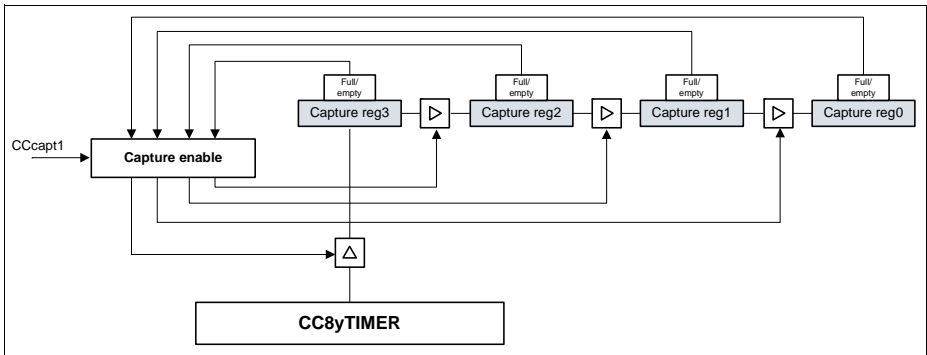 Full/
empty
Full/
empty
Full/
empty
Full/
empty
Capture reg3
Capture reg2
Capture reg1
Capture reg0
CCcapt1
Capture enable
CC8yTIMER